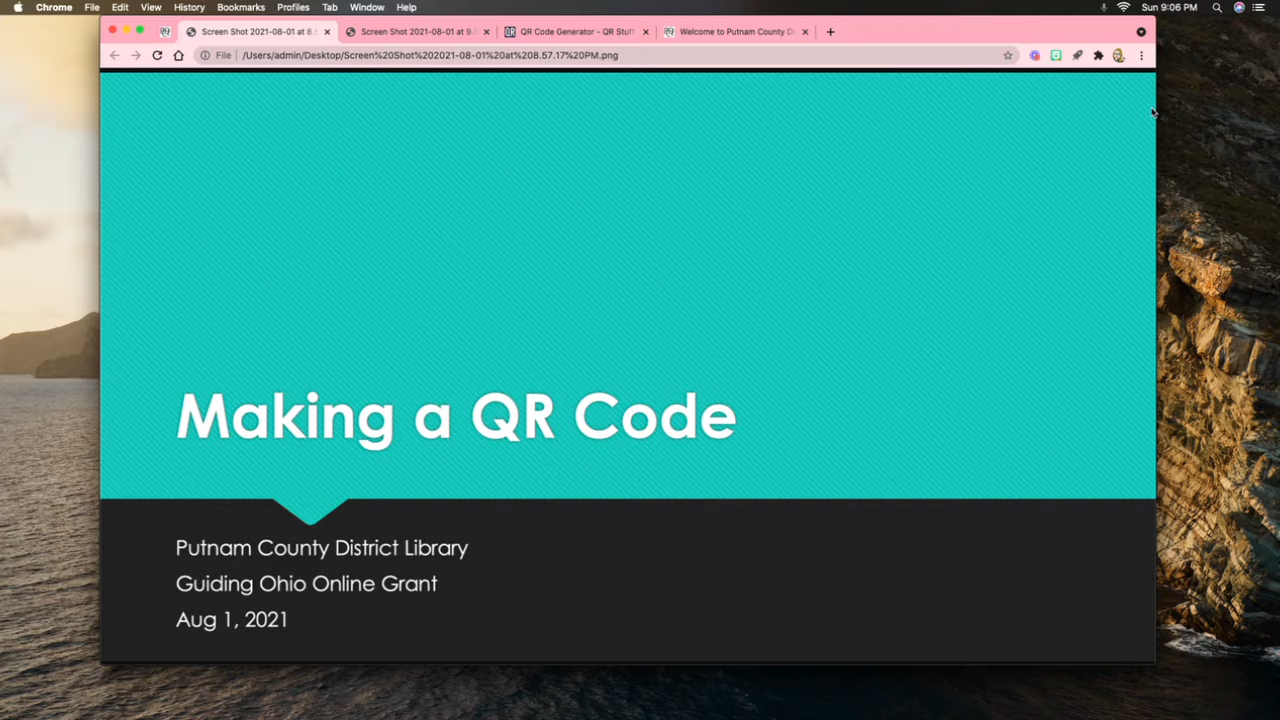 Chrome File Edit View History Bookmarks Profiles Tab Window Help Sun 9:06 PM
Screen Shot 2021-08-01 at 8. Screen Shot 2021-08-01 at 9. QR Code Generator - QR Stuf Welcome to Putnam County Di
File /Users/admin/Desktop/Screen%20Shot%202021-08-01%20at%208.57.17%20PM.png
Making a QR Code
Putnam County District Library
Guiding Ohio Online Grant
Aug 1, 2021